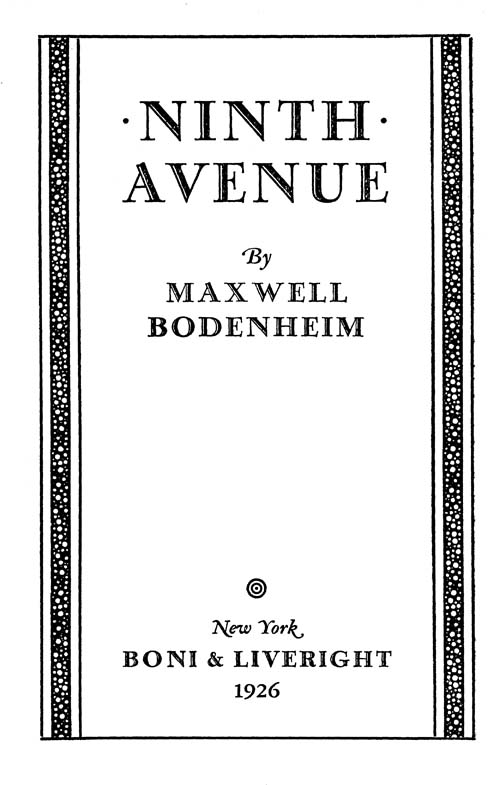 ·NINTH·
AVENUE
By
MAXWELL
BODENHEIM
New York
BONI & LIVERIGHT
1926